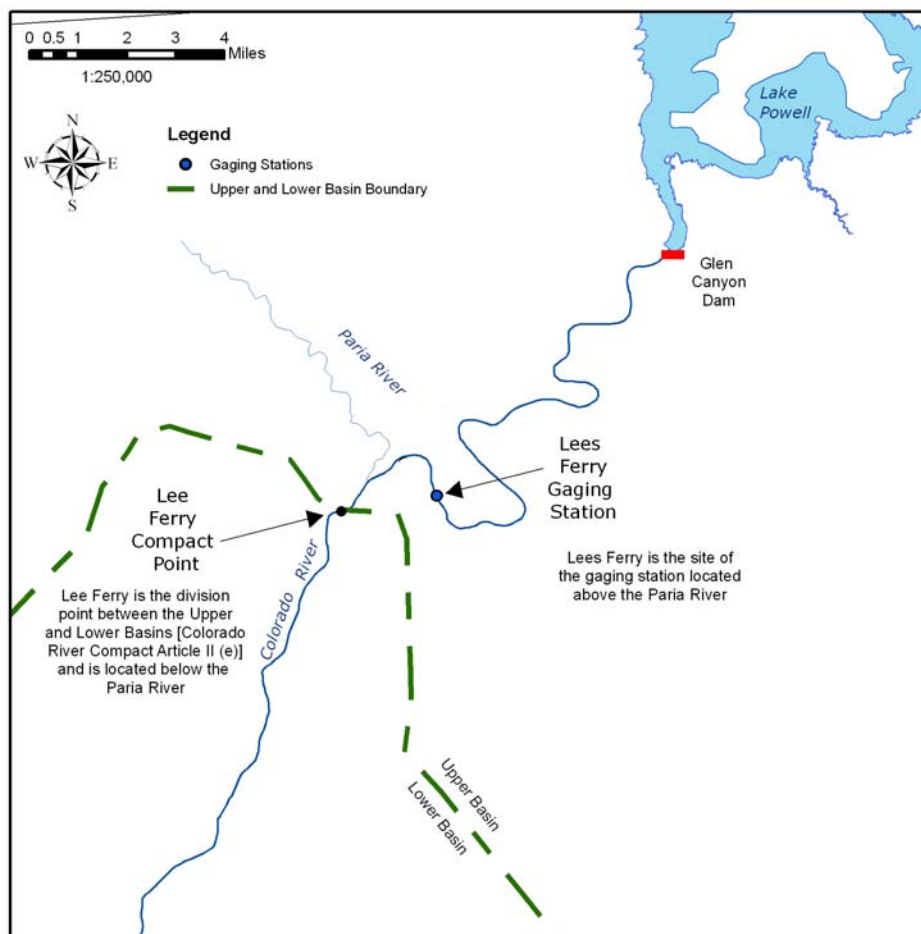 0 0.5 1 2 3 4
Miles
1:250,000
N
W E
S
Legend
Gaging Stations
Upper and Lower Basin Boundary
Lake
Powell
Glen
Canyon
Dam
Paria River
Lees
Ferry
Gaging
Station
Lee
Ferry
Compact
Point
Lees Ferry is the site of
the gaging station located
above the Paria River
Lee Ferry is the division
point between the Upper
and Lower Basins [Colorado
River Compact Article II (e)]
and is located below the
Paria River
Colorado River
Upper Basin
Lower Basin